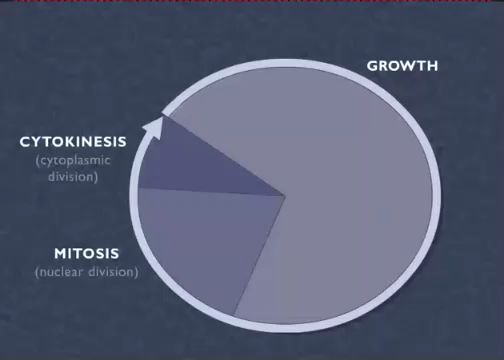 GROWTH
CYTOKINESIS
(cytoplasmic
division)
MITOSIS
(nuclear division)